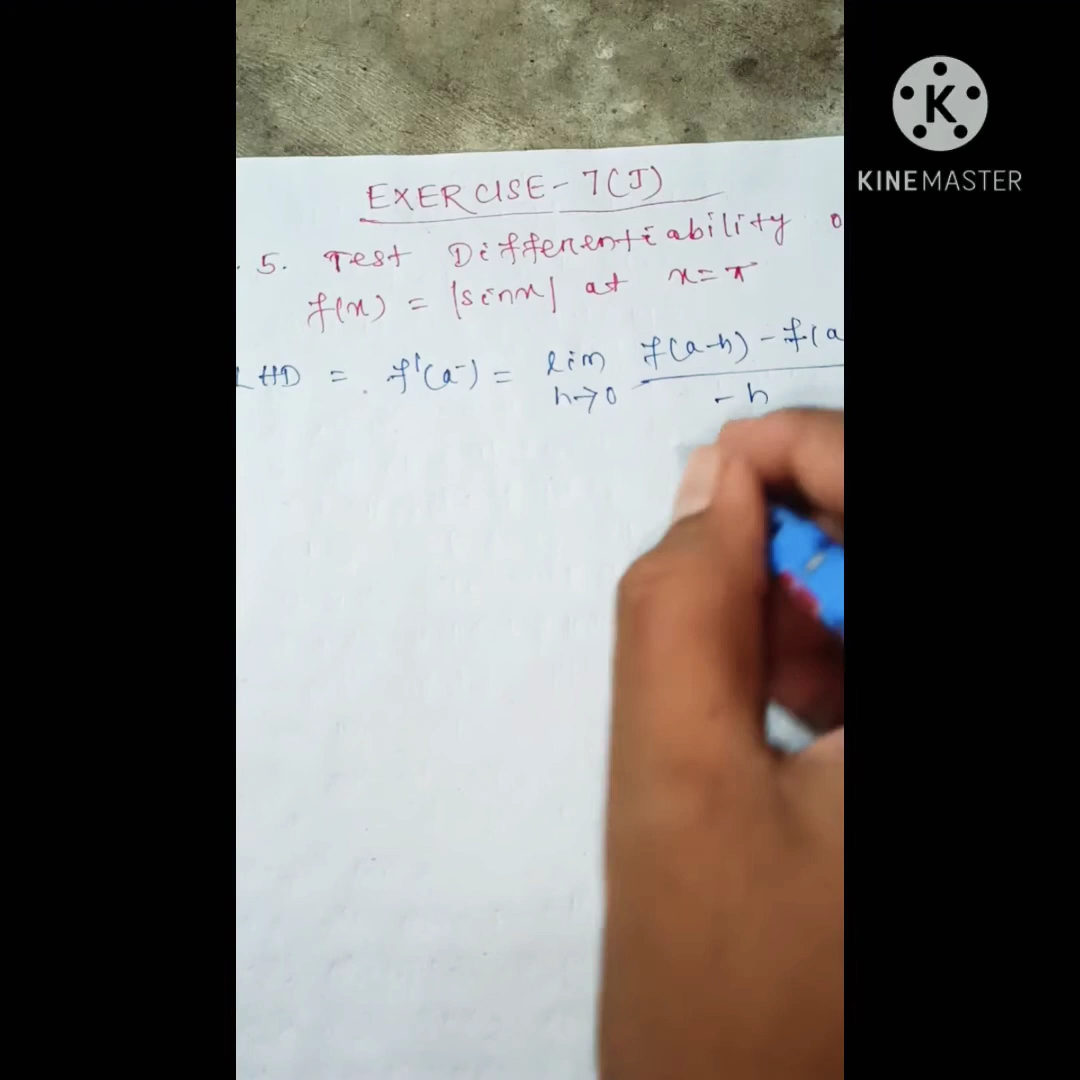 EXERCISE - 7(J)
5. Test Differentiability
f(x) = |sinx| at x = π
LHD = f'(a-) = lim h→0 f(a-h) - f(a / -h
K
KINEMASTER